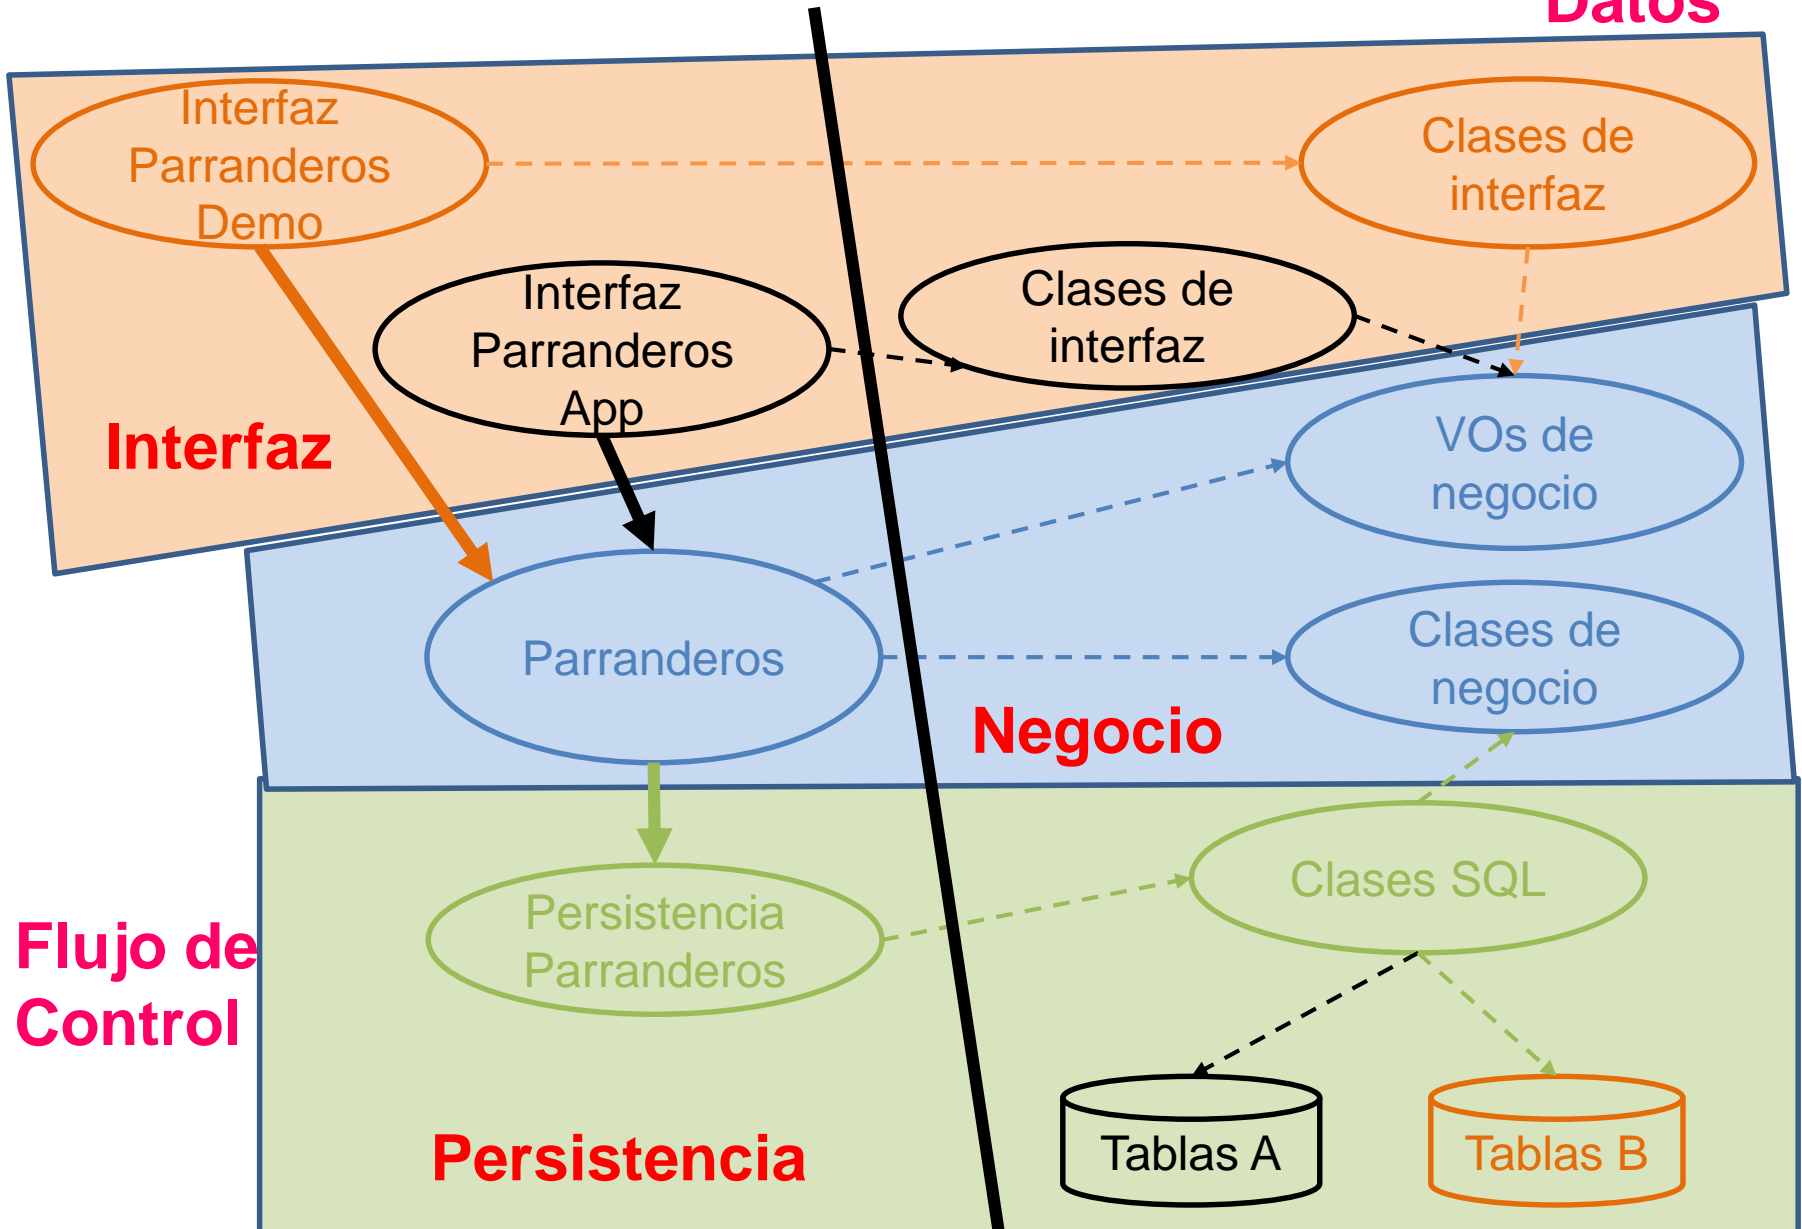 Datos
Interfaz
Parranderos
Demo
Clases de
interfaz
Interfaz
Parranderos
App
Clases de
interfaz
Interfaz
VOs de
negocio
Parranderos
Clases de
negocio
Negocio
Persistencia
Parranderos
Clases SQL
Flujo de
Control
Persistencia
Tablas A
Tablas B